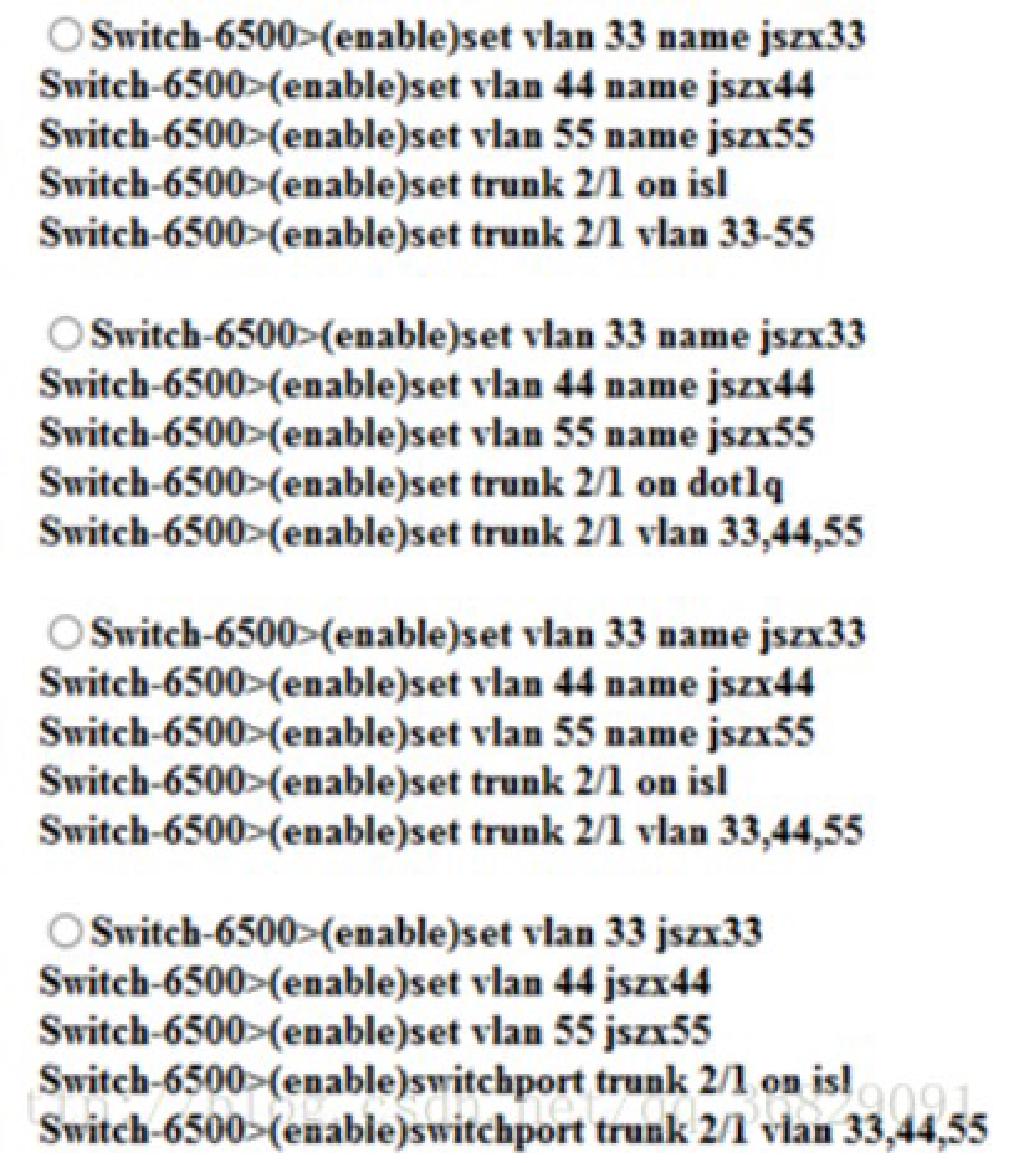 Switch-6500>(enable)set vlan 33 name jszx33
Switch-6500>(enable)set vlan 44 name jszx44
Switch-6500>(enable)set vlan 55 name jszx55
Switch-6500>(enable)set trunk 2/1 on isl
Switch-6500>(enable)set trunk 2/1 vlan 33-55
Switch-6500>(enable)set vlan 33 name jszx33
Switch-6500>(enable)set vlan 44 name jszx44
Switch-6500>(enable)set vlan 55 name jszx55
Switch-6500>(enable)set trunk 2/1 on dot1q
Switch-6500>(enable)set trunk 2/1 vlan 33,44,55
Switch-6500>(enable)set vlan 33 name jszx33
Switch-6500>(enable)set vlan 44 name jszx44
Switch-6500>(enable)set vlan 55 name jszx55
Switch-6500>(enable)set trunk 2/1 on isl
Switch-6500>(enable)set trunk 2/1 vlan 33,44,55
Switch-6500>(enable)set vlan 33 jszx33
Switch-6500>(enable)set vlan 44 jszx44
Switch-6500>(enable)set vlan 55 jszx55
Switch-6500>(enable)switchport trunk 2/1 on isl
Switch-6500>(enable)switchport trunk 2/1 vlan 33,44,55